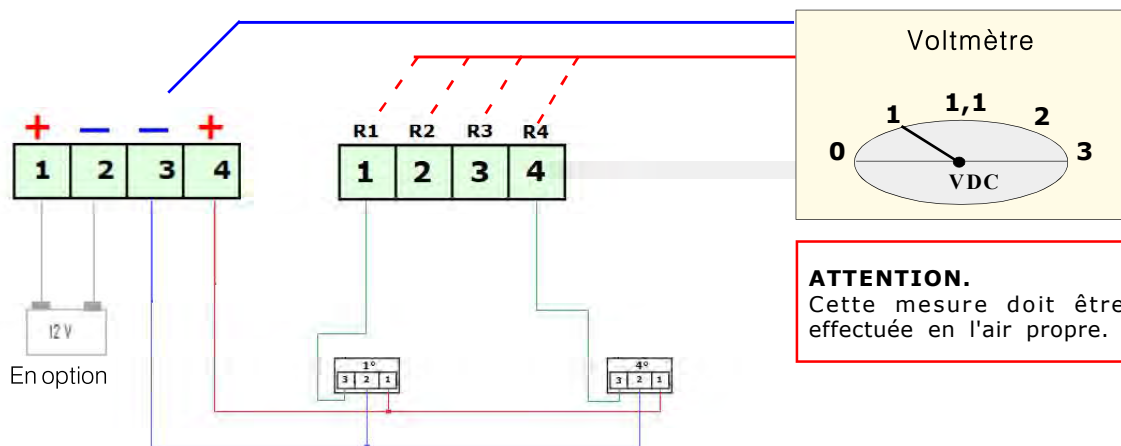 Voltmètre
0 1 1,1 2 3
VDC
+ − − +
1 2 3 4
R1 R2 R3 R4
1 2 3 4
ATTENTION.
Cette mesure doit être
effectuée en l'air propre.
12 V
En option
1°
3 2 1
4°
3 2 1